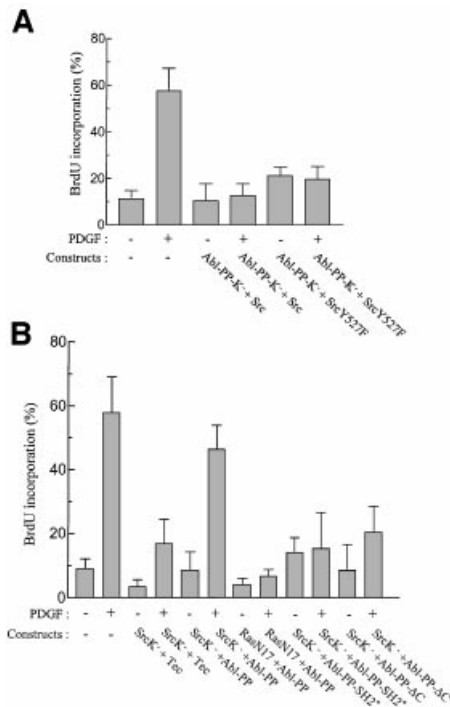 A
BrdU incorporation (%)
80
60
40
20
0
PDGF : - + - + - +
Constructs : - - Abl-PP-K⁻+ Src Abl-PP-K⁻+ Src Abl-PP-K⁻+ SrcY527F Abl-PP-K⁻+ SrcY527F
B
BrdU incorporation (%)
80
60
40
20
0
PDGF : - + - + - + - + - + - +
Constructs : - - SrcK⁻+ Tec SrcK⁻+ Tec SrcK⁻+Abl-PP SrcK⁻+Abl-PP RasN17 +Abl-PP RasN17 +Abl-PP SrcK⁻+Abl-PP-SH2* SrcK⁻+Abl-PP-SH2* SrcK⁻+Abl-PP-ΔC SrcK⁻+Abl-PP-ΔC